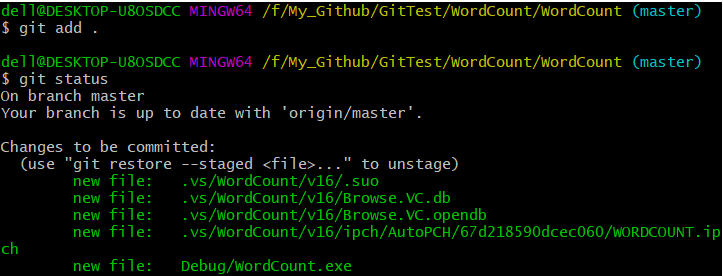 dell@DESKTOP-U8OSDCC MINGW64 /f/My_Github/GitTest/WordCount/WordCount (master)
$ git add .
dell@DESKTOP-U8OSDCC MINGW64 /f/My_Github/GitTest/WordCount/WordCount (master)
$ git status
On branch master
Your branch is up to date with 'origin/master'.
Changes to be committed:
  (use "git restore --staged <file>..." to unstage)
        new file:   .vs/WordCount/v16/.suo
        new file:   .vs/WordCount/v16/Browse.VC.db
        new file:   .vs/WordCount/v16/Browse.VC.opendb
        new file:   .vs/WordCount/v16/ipch/AutoPCH/67d218590dcec060/WORDCOUNT.ip
ch
        new file:   Debug/WordCount.exe